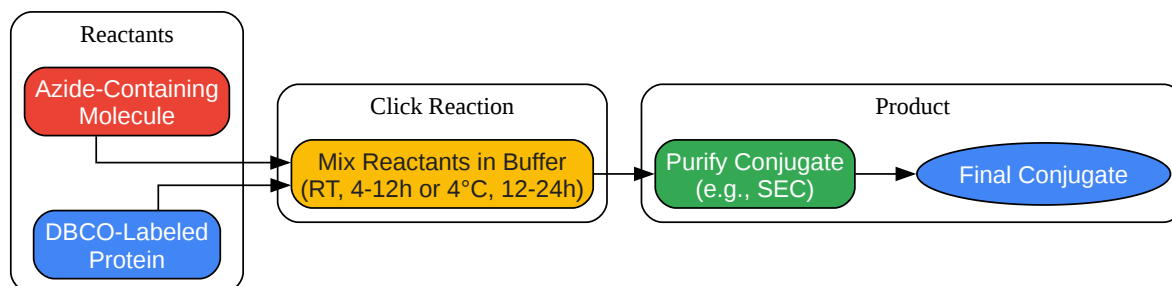 Reactants
Azide-Containing
Molecule
DBCO-Labeled
Protein
Click Reaction
Mix Reactants in Buffer
(RT, 4-12h or 4°C, 12-24h)
Product
Purify Conjugate
(e.g., SEC)
Final Conjugate